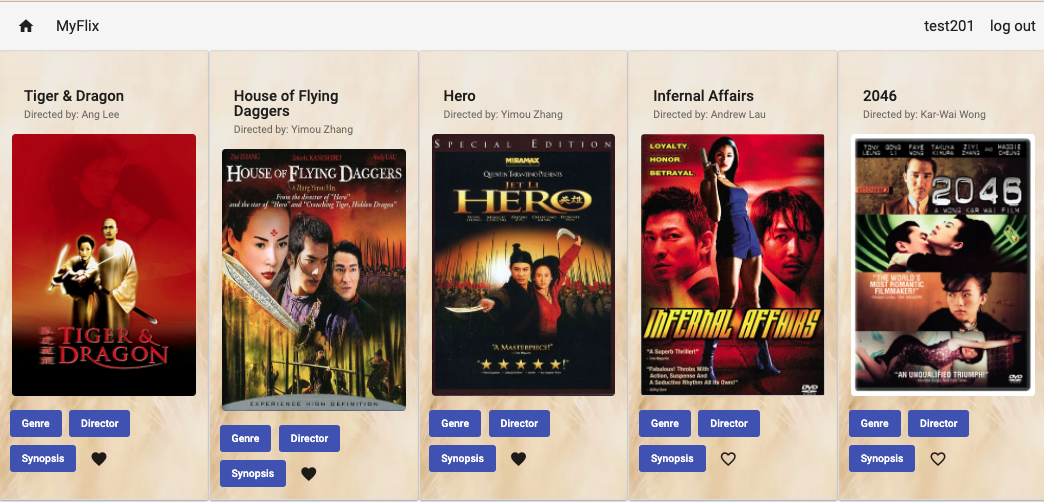 MyFlix
test201
log out
Tiger & Dragon
Directed by: Ang Lee
TIGER &
DRAGON
Genre
Director
Synopsis
House of Flying
Daggers
Directed by: Yimou Zhang
HOUSE OF FLYING DAGGERS
A Zhang Yimou Film
From the director of "Hero"
and the star of "Hero" and "Crouching Tiger, Hidden Dragon"
EXPERIENCE HIGH DEFINITION
Genre
Director
Synopsis
Hero
Directed by: Yimou Zhang
SPECIAL EDITION
MIRAMAX
QUENTIN TARANTINO PRESENTS
JET LI
HERO
英雄
"A MASTERPIECE!"
Genre
Director
Synopsis
Infernal Affairs
Directed by: Andrew Lau
LOYALTY.
HONOR.
BETRAYAL.
INFERNAL AFFAIRS
"A Superb Thriller!"
"Fabulous! Throbs With
Action, Suspense And
A Seductive Rhythm All Its Own!"
DVD
Genre
Director
Synopsis
2046
Directed by: Kar-Wai Wong
TONY LEUNG GONG LI FAYE WONG TAKUYA KIMURA ZIYI ZHANG AND MAGGIE CHEUNG
2046
A WONG KAR WAI FILM
"THE WORLD'S
MOST ROMANTIC
FILMMAKER!"
"AN UNQUALIFIED TRIUMPH!"
DVD
Genre
Director
Synopsis